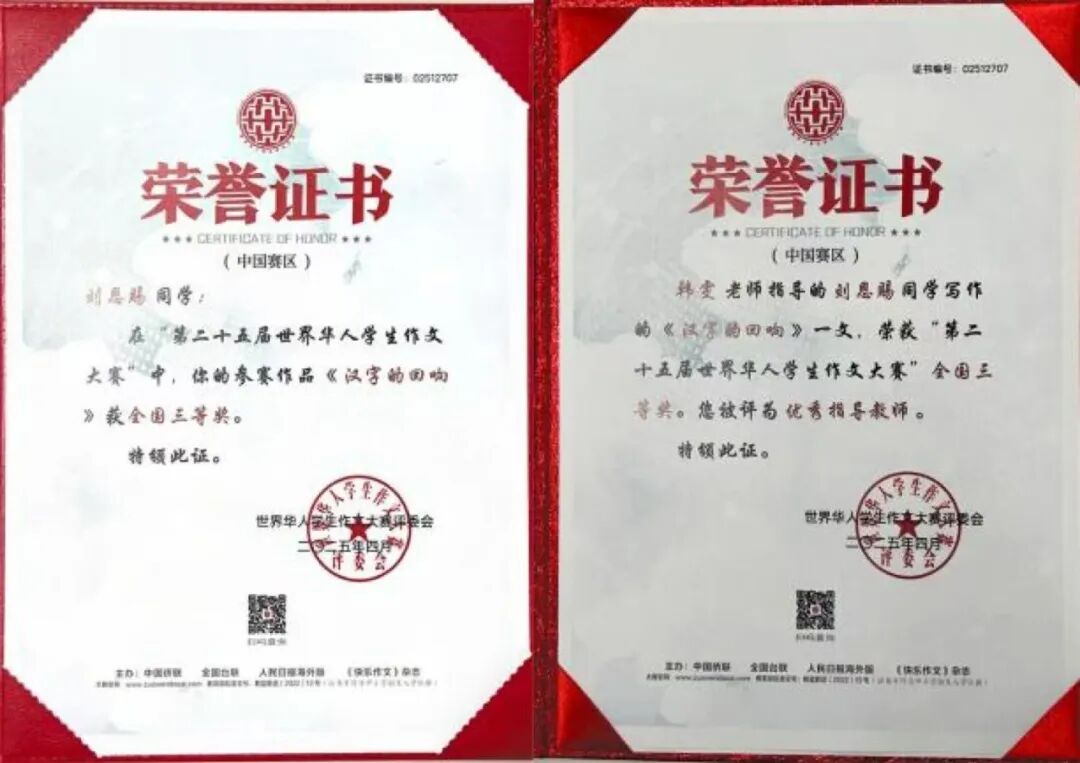 证书编号：02512707
荣誉证书
★★★ CERTIFICATE OF HONOR ★★★
（中国赛区）
刘恩赐 同学：
在“第二十五届世界华人学生作文
大赛”中，你的参赛作品《汉字的回响
》获全国三等奖。
特颁此证。
世界华人学生作文大赛评委会
二〇二五年四月
扫码查询
主办：中国侨联 全国台联 人民日报海外版 《快乐作文》杂志
证书编号：02512707
荣誉证书
★★★ CERTIFICATE OF HONOR ★★★
（中国赛区）
韩雯 老师指导的 刘恩赐 同学写作
的《汉字的回响》一文，荣获“第二
十五届世界华人学生作文大赛”全国三
等奖。您被评为 优秀指导教师。
特颁此证。
世界华人学生作文大赛评委会
二〇二五年四月
扫码查询
主办：中国侨联 全国台联 人民日报海外版 《快乐作文》杂志